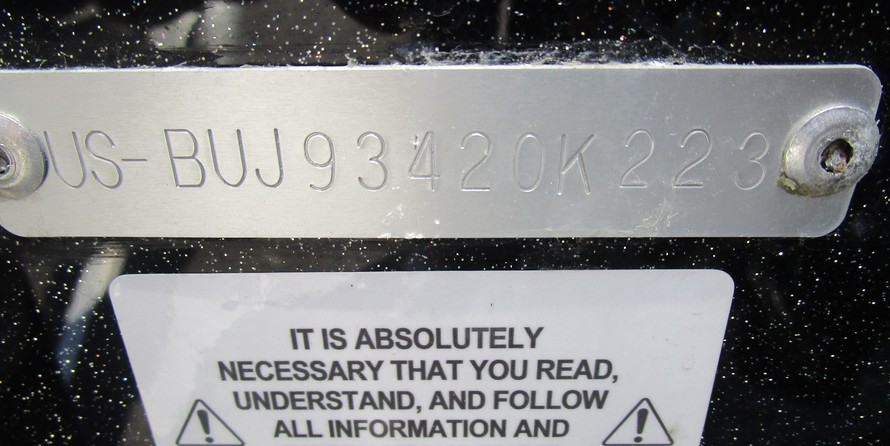 US-BUJ93420K223
IT IS ABSOLUTELY
NECESSARY THAT YOU READ,
UNDERSTAND, AND FOLLOW
ALL INFORMATION AND